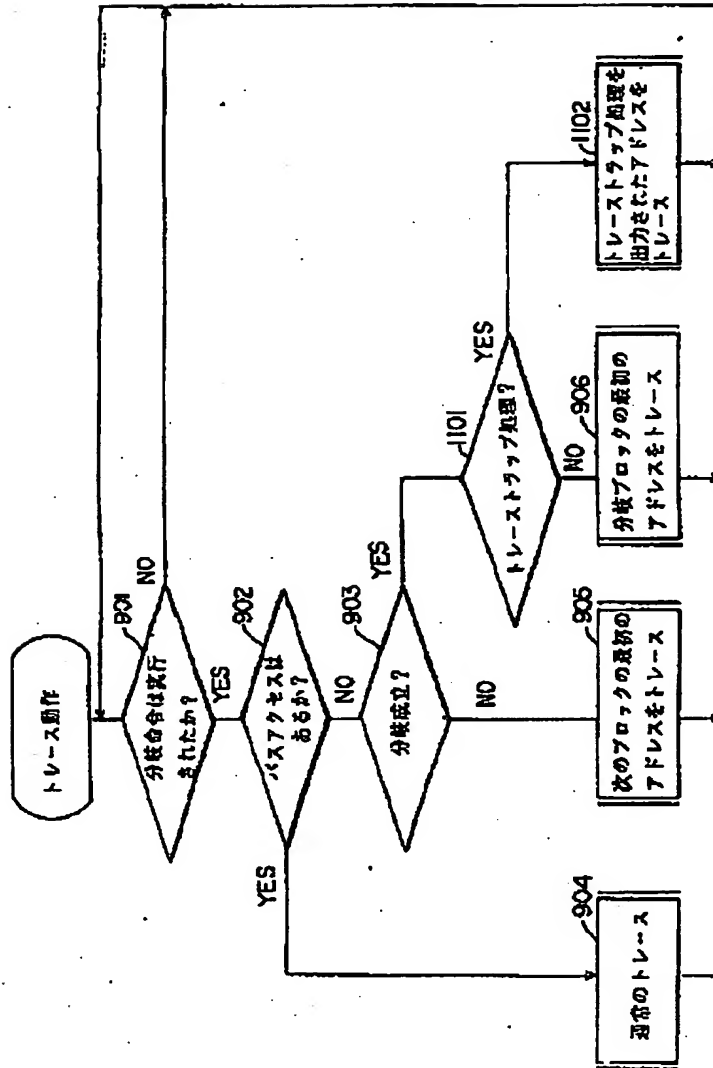 トレース動作
901
分岐命令は実行
されたか?
NO
YES
902
バスアクセスは
あるか?
YES
NO
903
分岐成立?
YES
NO
1101
トレーストラップ処理?
YES
NO
904
通常のトレース
905
次のブロックの最初の
アドレスをトレース
906
分岐ブロックの最初の
アドレスをトレース
1102
トレーストラップ処理を
出力されたアドレスを
トレース